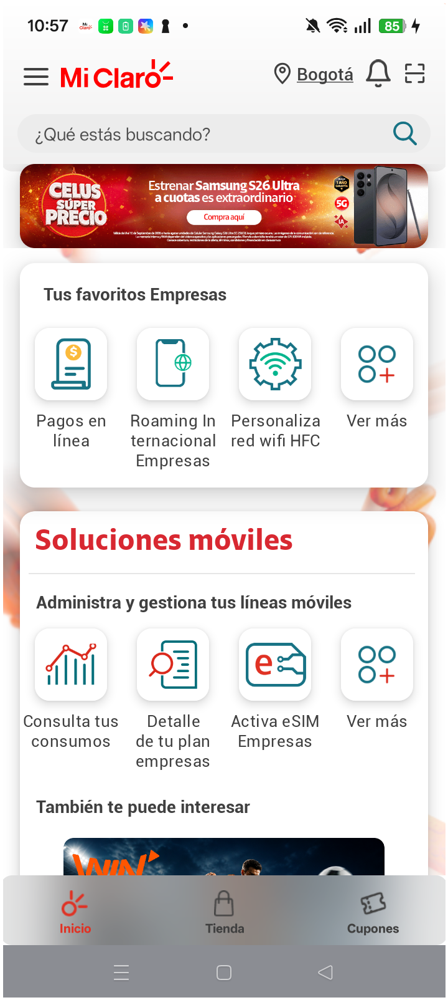 10:57
Mi
Claro
85
Mi Claro
Bogotá
¿Qué estás buscando?
CELUS
SÚPER
PRECIO
Estrenar Samsung S26 Ultra
a cuotas es extraordinario
Compra aquí
1 AÑO
GARANTÍA
5G
IA
Tus favoritos Empresas
$
Pagos en
línea
Roaming In
ternacional
Empresas
Personaliza
red wifi HFC
Ver más
Soluciones móviles
Administra y gestiona tus líneas móviles
e
Consulta tus
consumos
Detalle
de tu plan
empresas
Activa eSIM
Empresas
Ver más
También te puede interesar
WIN
Inicio
Tienda
Cupones